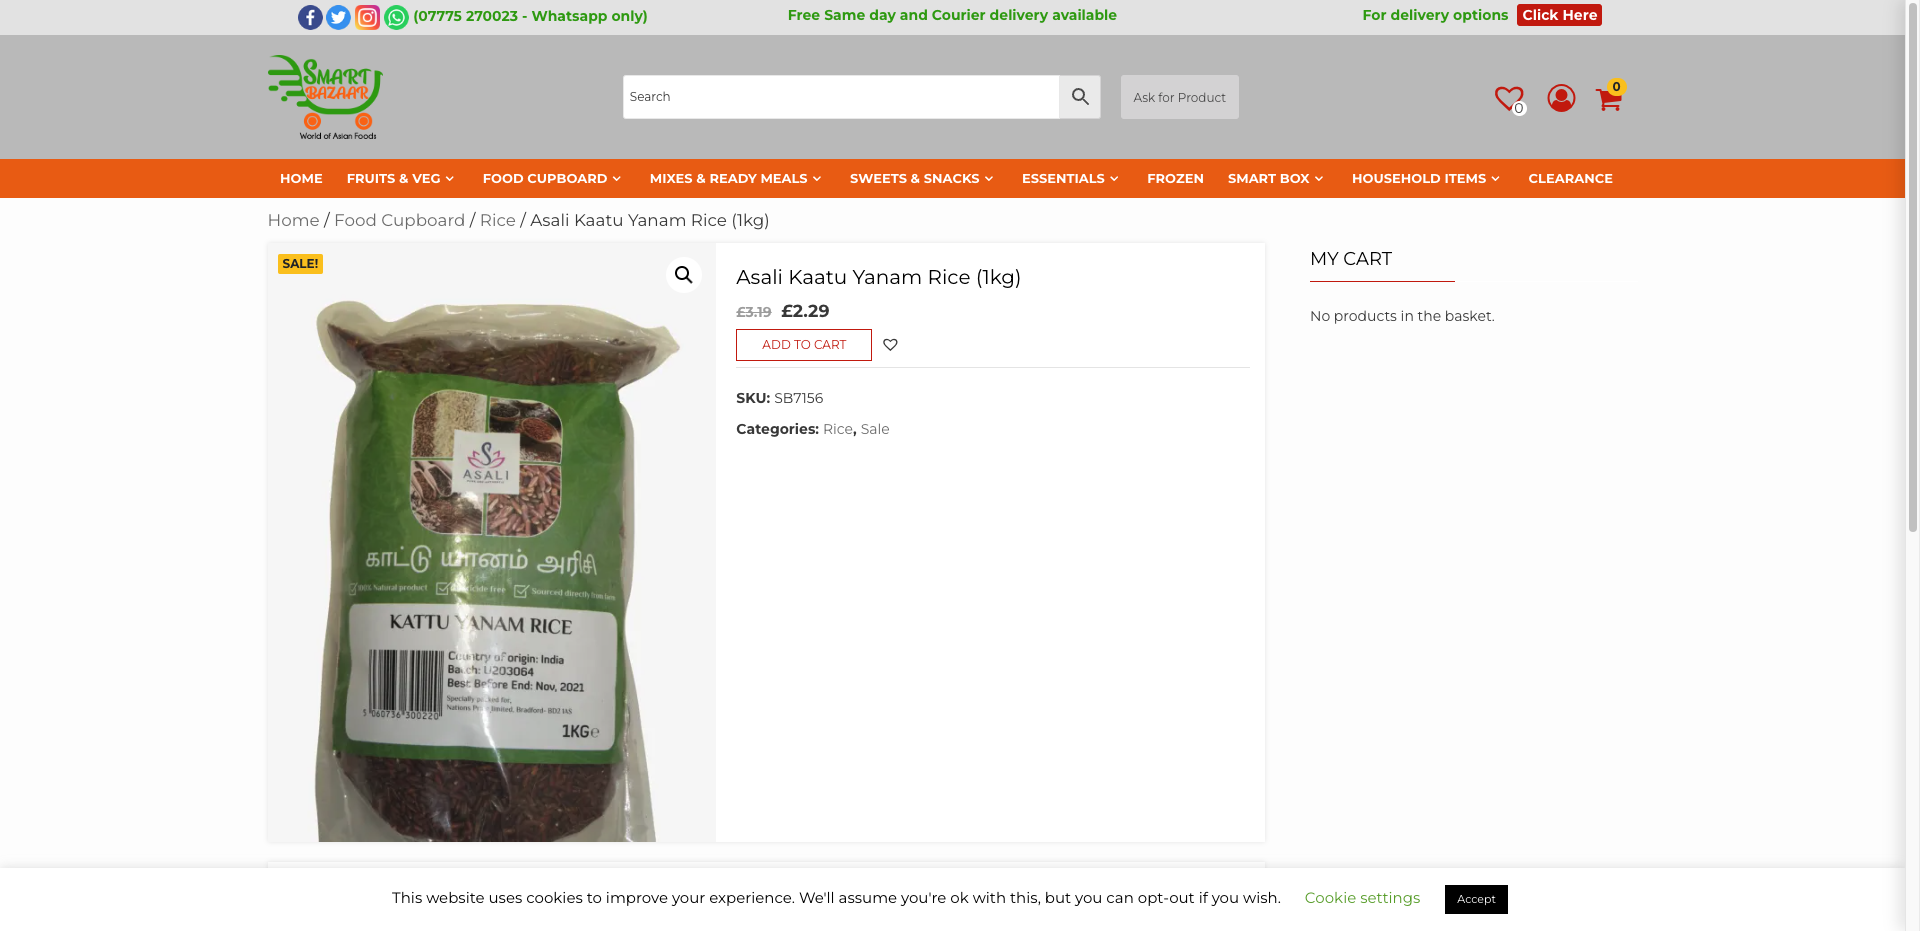 (07775 270023 - Whatsapp only)
Free Same day and Courier delivery available
For delivery options Click Here
SMART
BAZAAR
World of Asian Foods
Search
Ask for Product
0
0
HOME FRUITS & VEG FOOD CUPBOARD MIXES & READY MEALS SWEETS & SNACKS ESSENTIALS FROZEN SMART BOX HOUSEHOLD ITEMS CLEARANCE
Home / Food Cupboard / Rice / Asali Kaatu Yanam Rice (1kg)
SALE!
ASALI
காட்டு யானம் அரிசி
100% Natural product
free
Sourced directly from
KATTU YANAM RICE
Country of origin: India
Batch: U203064
Best Before End: Nov, 2021
Specially packed for,
Nations limited, Bradford- BD2
5 060736 300220
1KG℮
Asali Kaatu Yanam Rice (1kg)
£3.19 £2.29
ADD TO CART
SKU: SB7156
Categories: Rice, Sale
MY CART
No products in the basket.
This website uses cookies to improve your experience. We'll assume you're ok with this, but you can opt-out if you wish. Cookie settings Accept